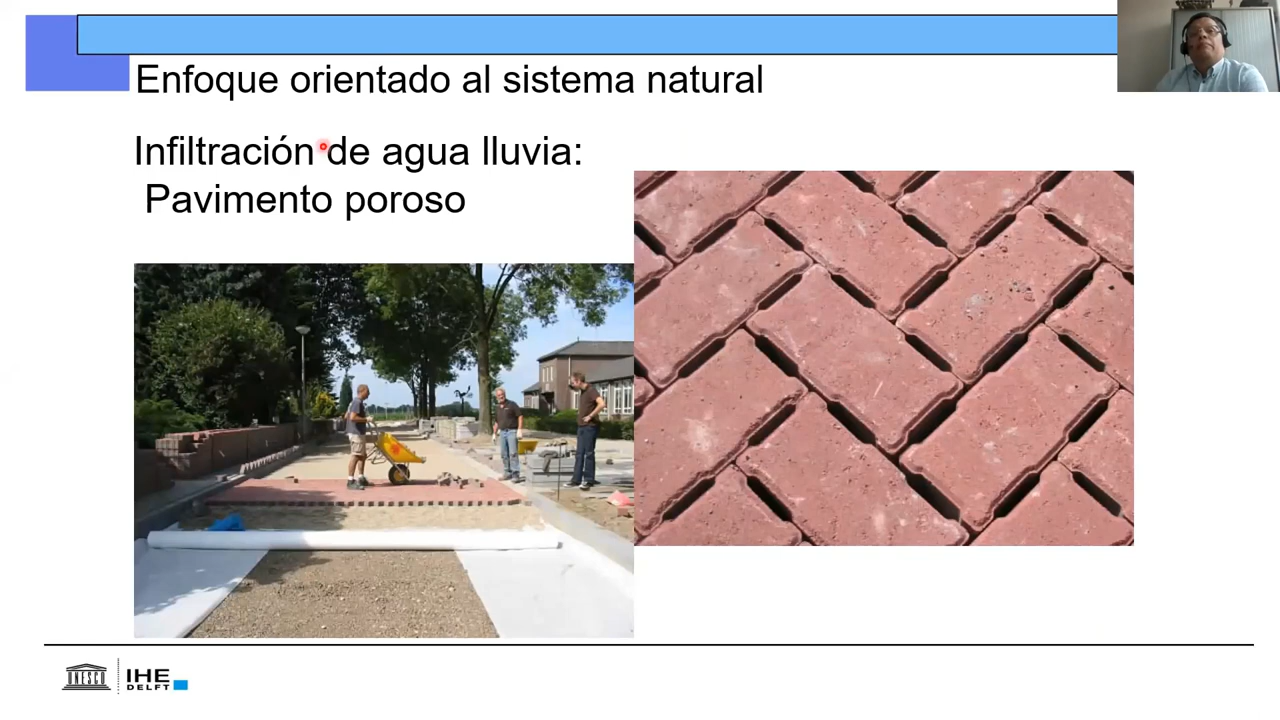 Enfoque orientado al sistema natural
Infiltración de agua lluvia:
Pavimento poroso
UNESCO
IHE
DELFT